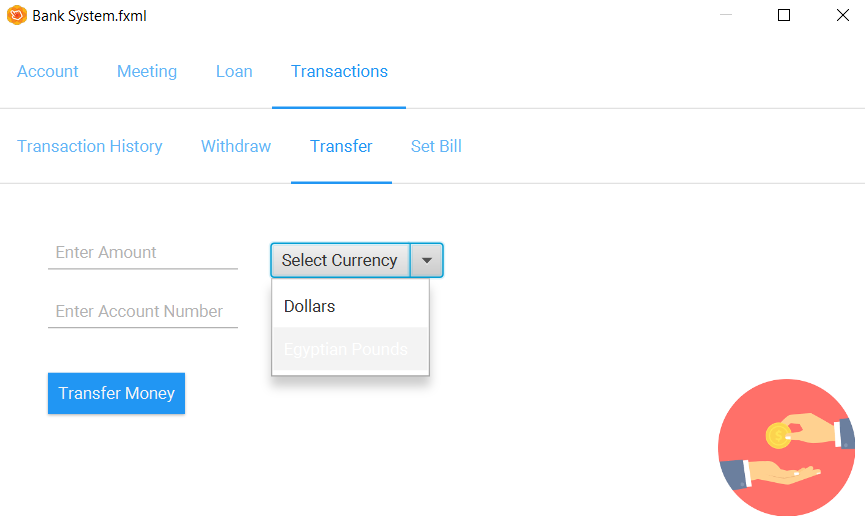 Bank System.fxml
Account Meeting Loan Transactions
Transaction History Withdraw Transfer Set Bill
Enter Amount
Select Currency
Dollars
Enter Account Number
Egyptian Pounds
Transfer Money
$